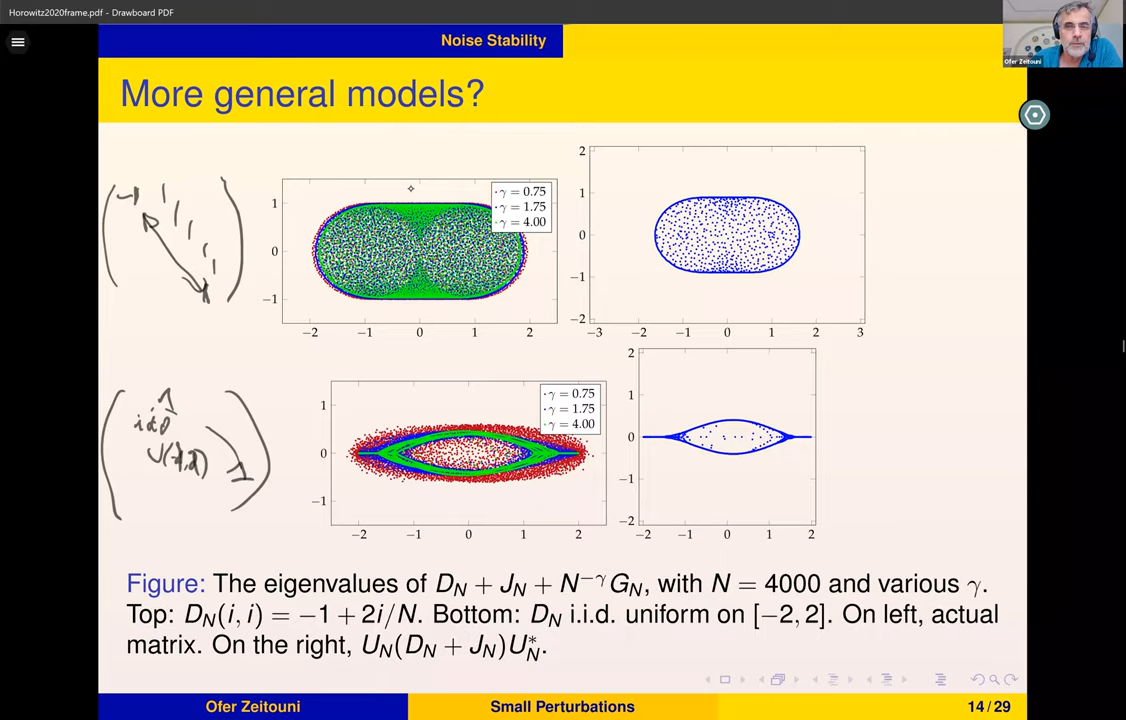 Horowitz2020frame.pdf - Drawboard PDF
Ofer Zeitouni
Noise Stability
More general models?
γ = 0.75
γ = 1.75
γ = 4.00
1
0
−1
−2 −1 0 1 2
2
1
0
−1
−2
−3 −2 −1 0 1 2 3
γ = 0.75
γ = 1.75
γ = 4.00
1
0
−1
−2 −1 0 1 2
2
1
0
−1
−2
−2 −1 0 1 2
Figure: The eigenvalues of D_N + J_N + N^{−γ} G_N, with N = 4000 and various γ.
Top: D_N(i, i) = −1 + 2i/N. Bottom: D_N i.i.d. uniform on [−2, 2]. On left, actual
matrix. On the right, U_N(D_N + J_N)U_N^*.
Ofer Zeitouni Small Perturbations 14 / 29